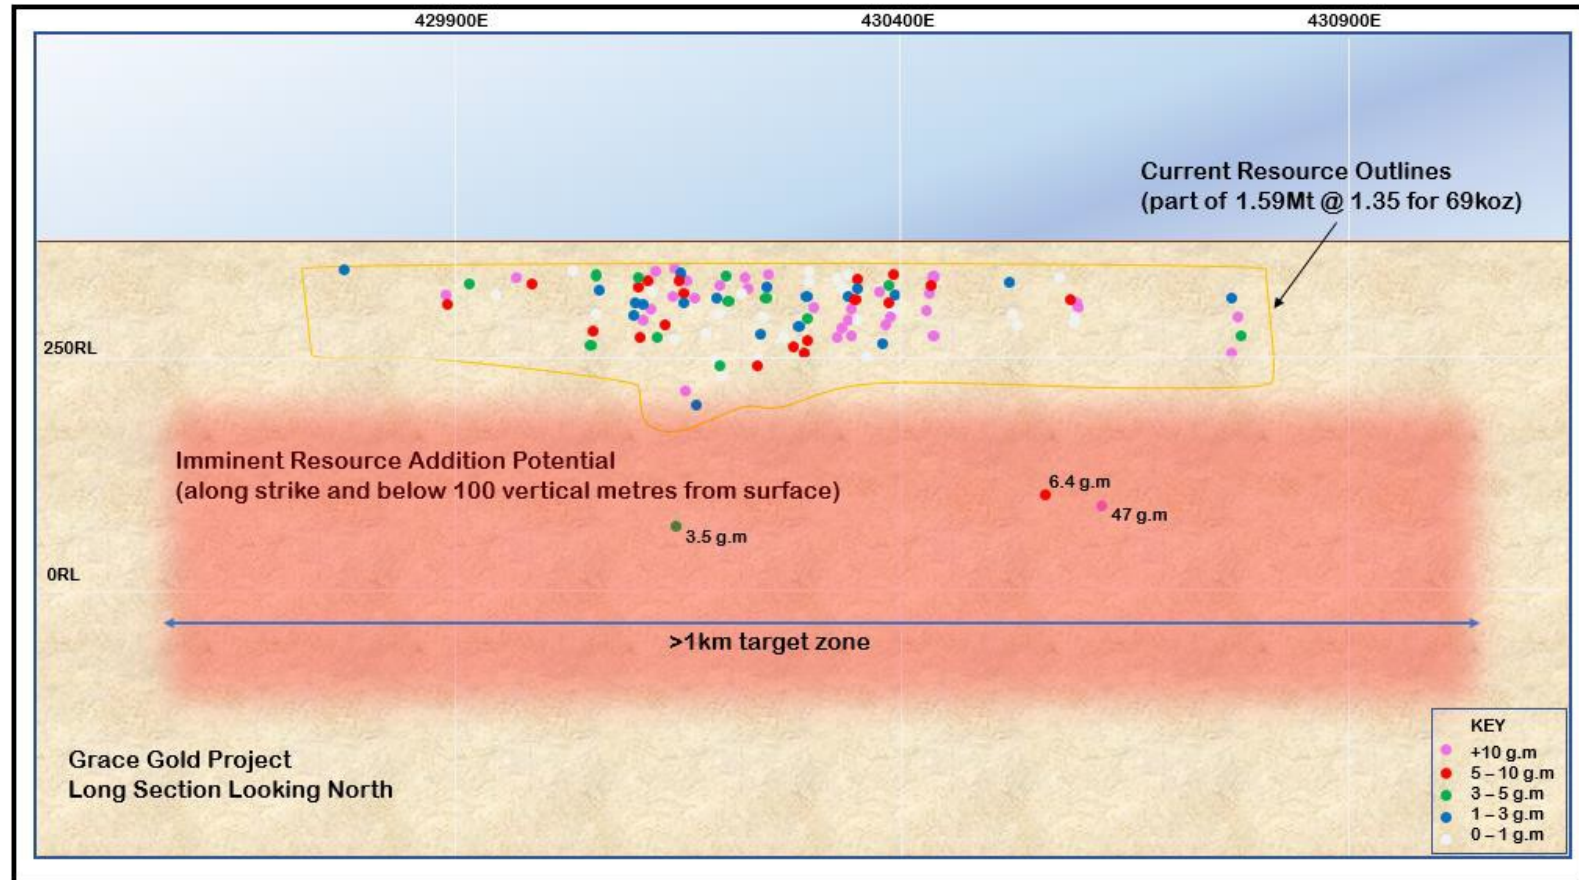 429900E
430400E
430900E
Current Resource Outlines
(part of 1.59Mt @ 1.35 for 69koz)
250RL
Imminent Resource Addition Potential
(along strike and below 100 vertical metres from surface)
6.4 g.m
47 g.m
3.5 g.m
0RL
>1km target zone
Grace Gold Project
Long Section Looking North
KEY
+10 g.m
5 – 10 g.m
3 – 5 g.m
1 – 3 g.m
0 – 1 g.m